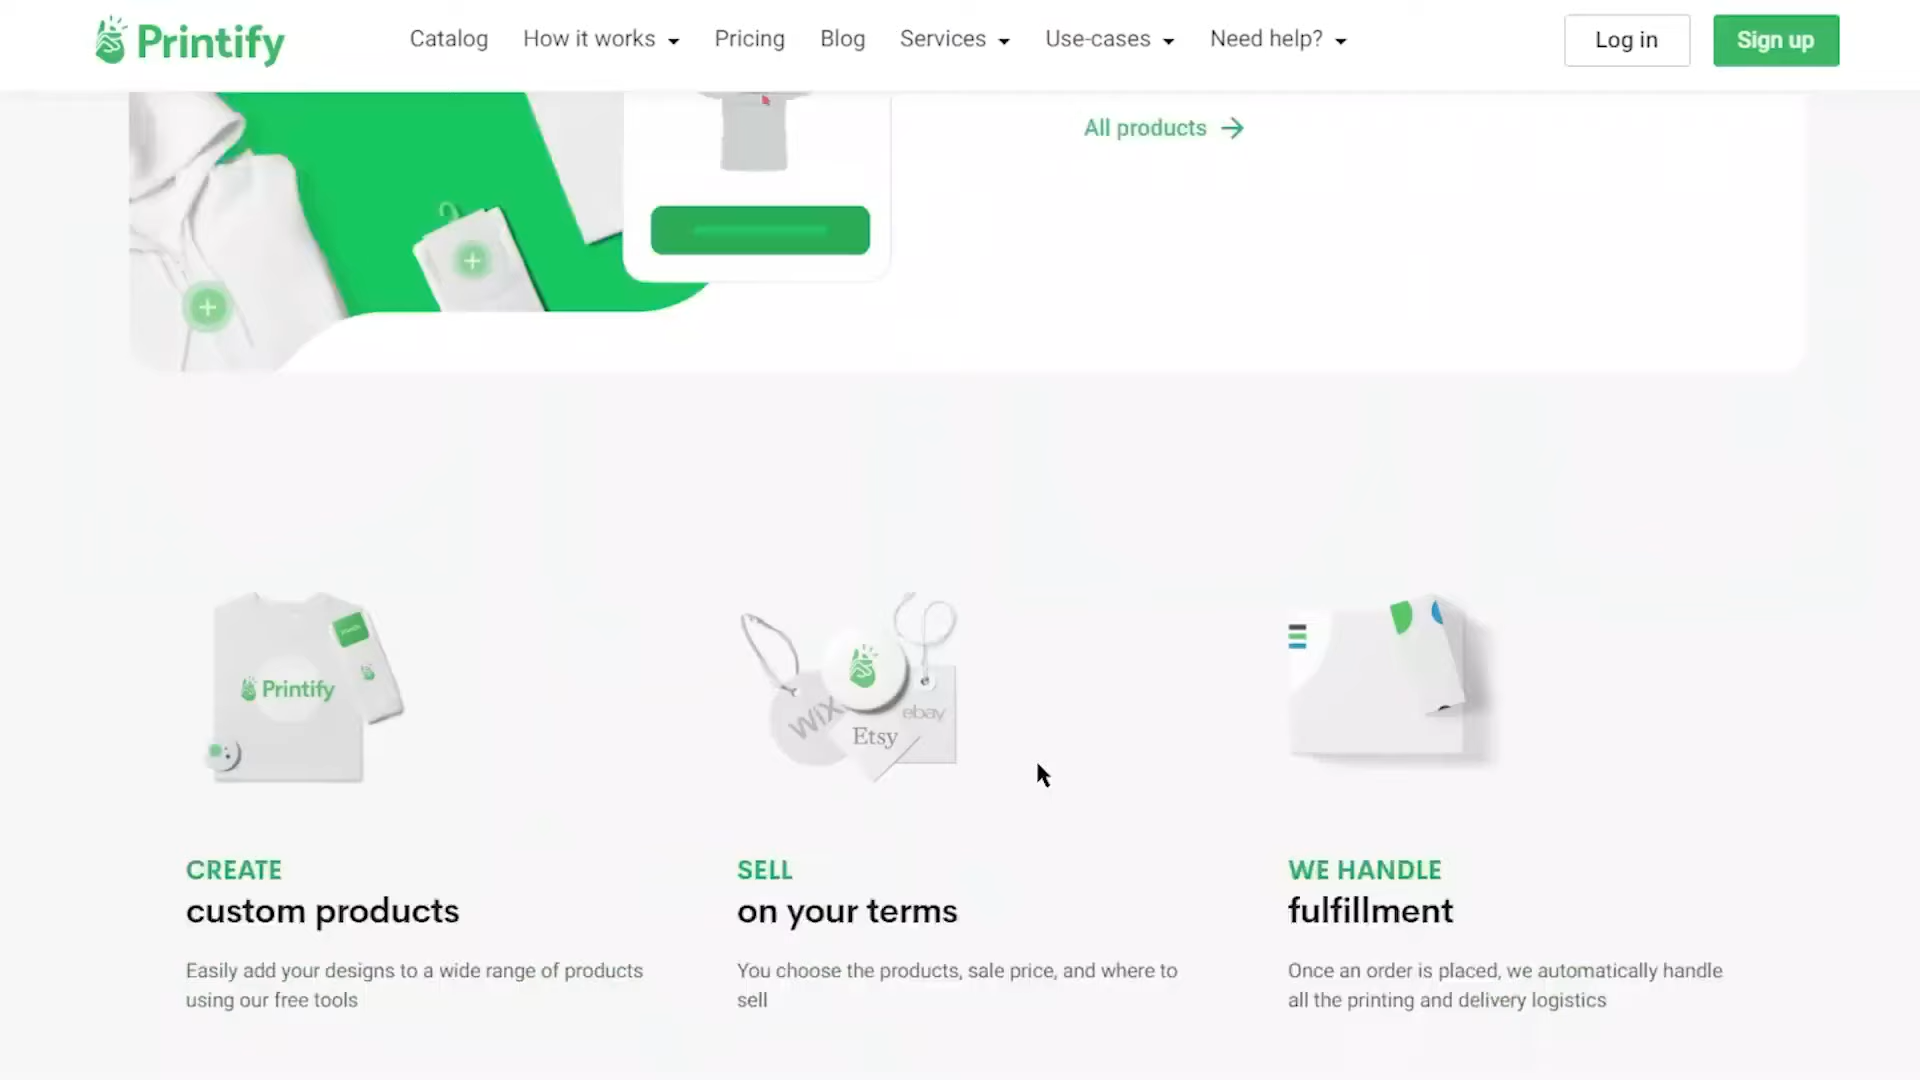 Printify
Catalog
How it works
Pricing
Blog
Services
Use-cases
Need help?
Log in
Sign up
All products
Printify
WIX
Etsy
ebay
CREATE
custom products
Easily add your designs to a wide range of products
using our free tools
SELL
on your terms
You choose the products, sale price, and where to
sell
WE HANDLE
fulfillment
Once an order is placed, we automatically handle
all the printing and delivery logistics